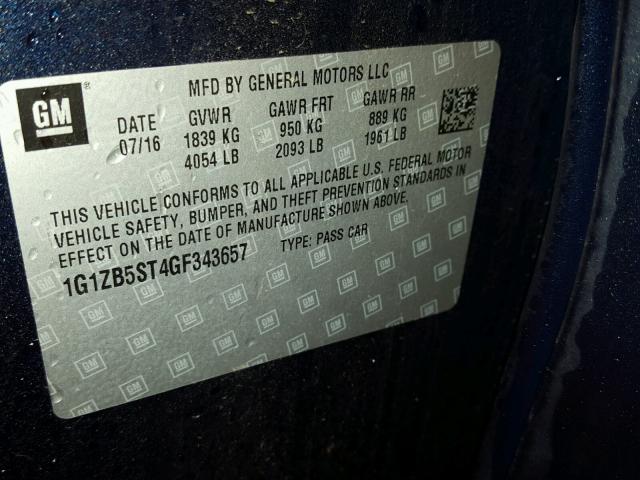 GM
®
MFD BY GENERAL MOTORS LLC
DATE GVWR GAWR FRT GAWR RR
07/16 1839 KG 950 KG 889 KG
4054 LB 2093 LB 1961 LB
THIS VEHICLE CONFORMS TO ALL APPLICABLE U.S. FEDERAL MOTOR
VEHICLE SAFETY, BUMPER, AND THEFT PREVENTION STANDARDS IN
EFFECT ON THE DATE OF MANUFACTURE SHOWN ABOVE.
1G1ZB5ST4GF343657 TYPE: PASS CAR